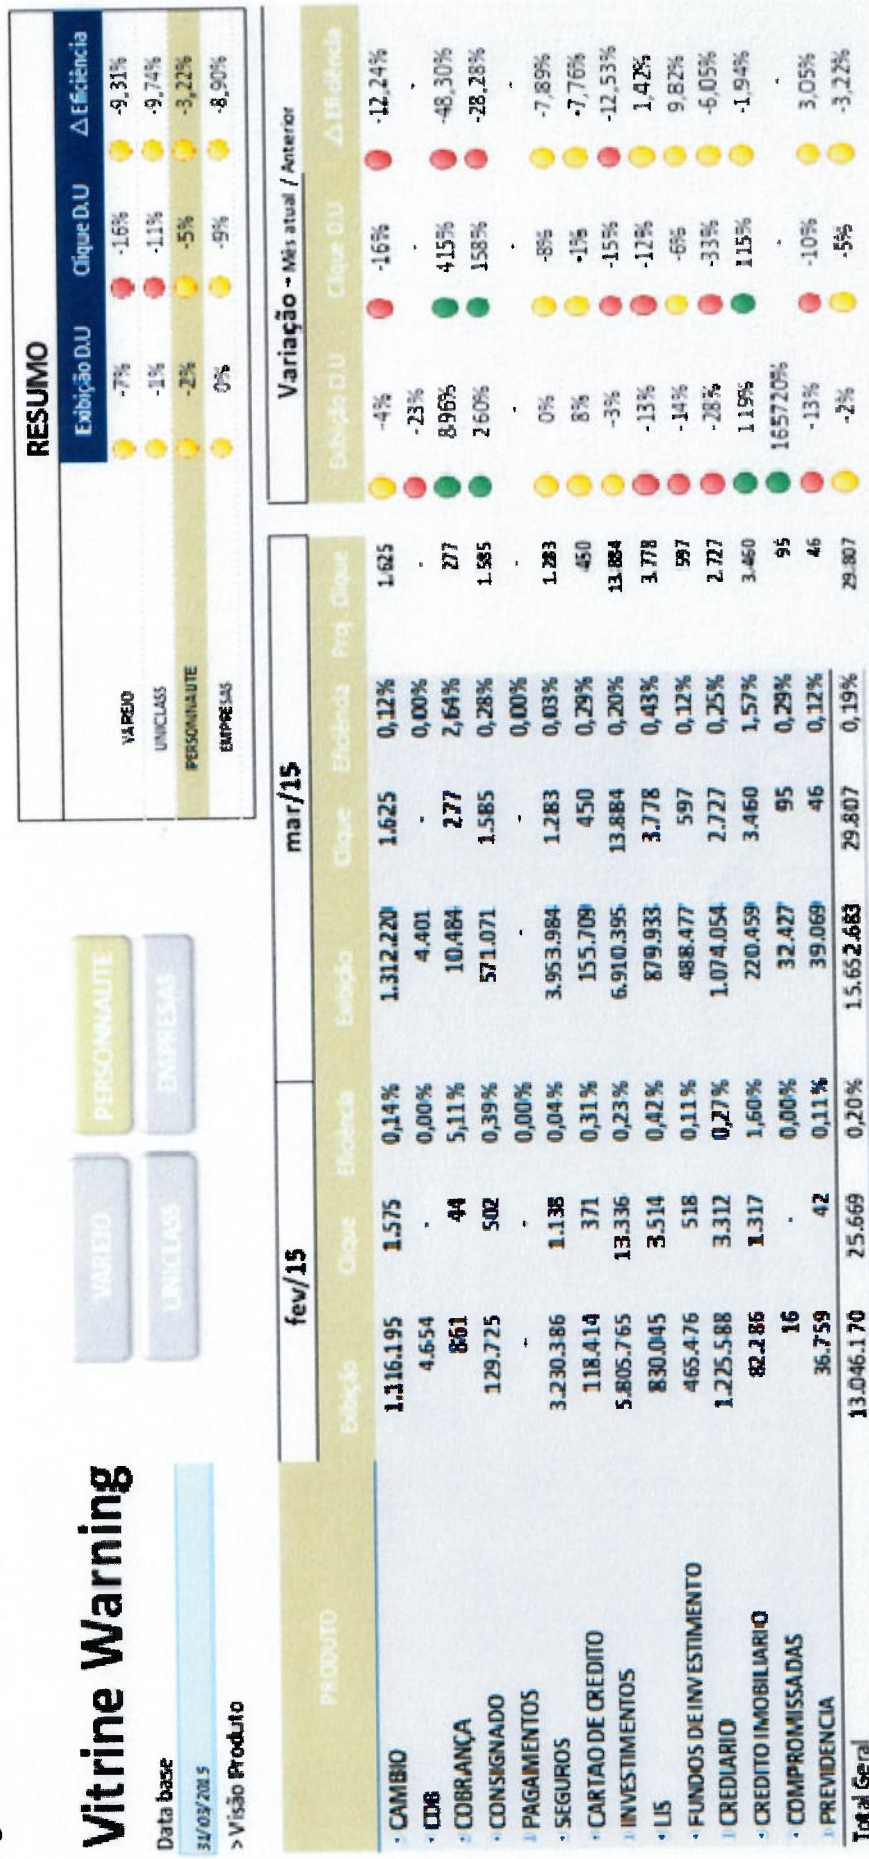 Vitrine Warning
Data base
31/03/2015
> Visão Produto
VAREJO
PERSONNALITE
UNICLASS
EMPRESAS
RESUMO
Exibição D.U Clique D.U Δ Eficiência
VAREJO -7% -16% -9,31%
UNICLASS -1% -11% -9,74%
PERSONNALITE -2% -5% -3,22%
EMPRESAS 0% -9% -8,90%
fev/15 mar/15 Variação - Mês atual / Anterior
PRODUTO Exibição Clique Eficiência Exibição Clique Eficiência Proj. Clique Exibição D.U Clique D.U Δ Eficiência
CAMBIO 1.116.195 1.575 0,14% 1.312.220 1.625 0,12% 1.625 -4% -16% -12,24%
CDB 4.654 - 0,00% 4.401 - 0,00% - -23% - -
COBRANÇA 861 44 5,11% 10.484 277 2,64% 277 896% 415% -48,30%
CONSIGNADO 129.725 502 0,39% 571.071 1.585 0,28% 1.585 260% 158% -28,28%
PAGAMENTOS - - 0,00% - - 0,00% - - - -
SEGUROS 3.230.386 1.138 0,04% 3.953.984 1.283 0,03% 1.283 0% -8% -7,89%
CARTAO DE CREDITO 118.414 371 0,31% 155.709 450 0,29% 450 8% -1% -7,76%
INVESTIMENTOS 5.805.765 13.336 0,23% 6.910.395 13.884 0,20% 13.884 -3% -15% -12,53%
LIS 830.045 3.514 0,42% 879.933 3.778 0,43% 3.778 -13% -12% 1,42%
FUNDOS DE INVESTIMENTO 465.476 518 0,11% 488.477 597 0,12% 597 -14% -6% 9,82%
CREDIARIO 1.225.588 3.312 0,27% 1.074.054 2.727 0,25% 2.727 -28% -33% -6,05%
CREDITO IMOBILIARIO 82.286 1.317 1,60% 220.459 3.460 1,57% 3.460 119% 115% -1,94%
COMPROMISSADAS 16 - 0,00% 32.427 95 0,29% 95 165720% - -
PREVIDENCIA 36.759 42 0,11% 39.069 46 0,12% 46 -13% -10% 3,05%
Total Geral 13.046.170 25.669 0,20% 15.652.683 29.807 0,19% 29.807 -2% -5% -3,22%